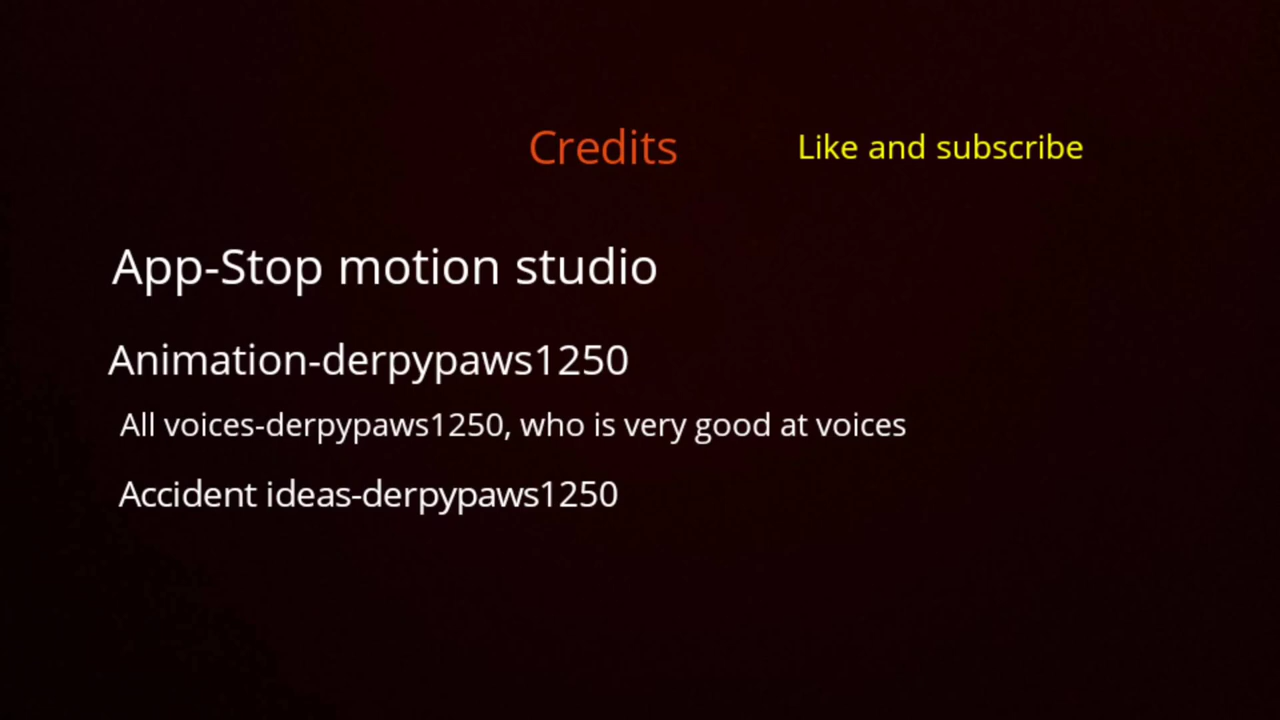 Credits
Like and subscribe
App-Stop motion studio
Animation-derpypaws1250
All voices-derpypaws1250, who is very good at voices
Accident ideas-derpypaws1250